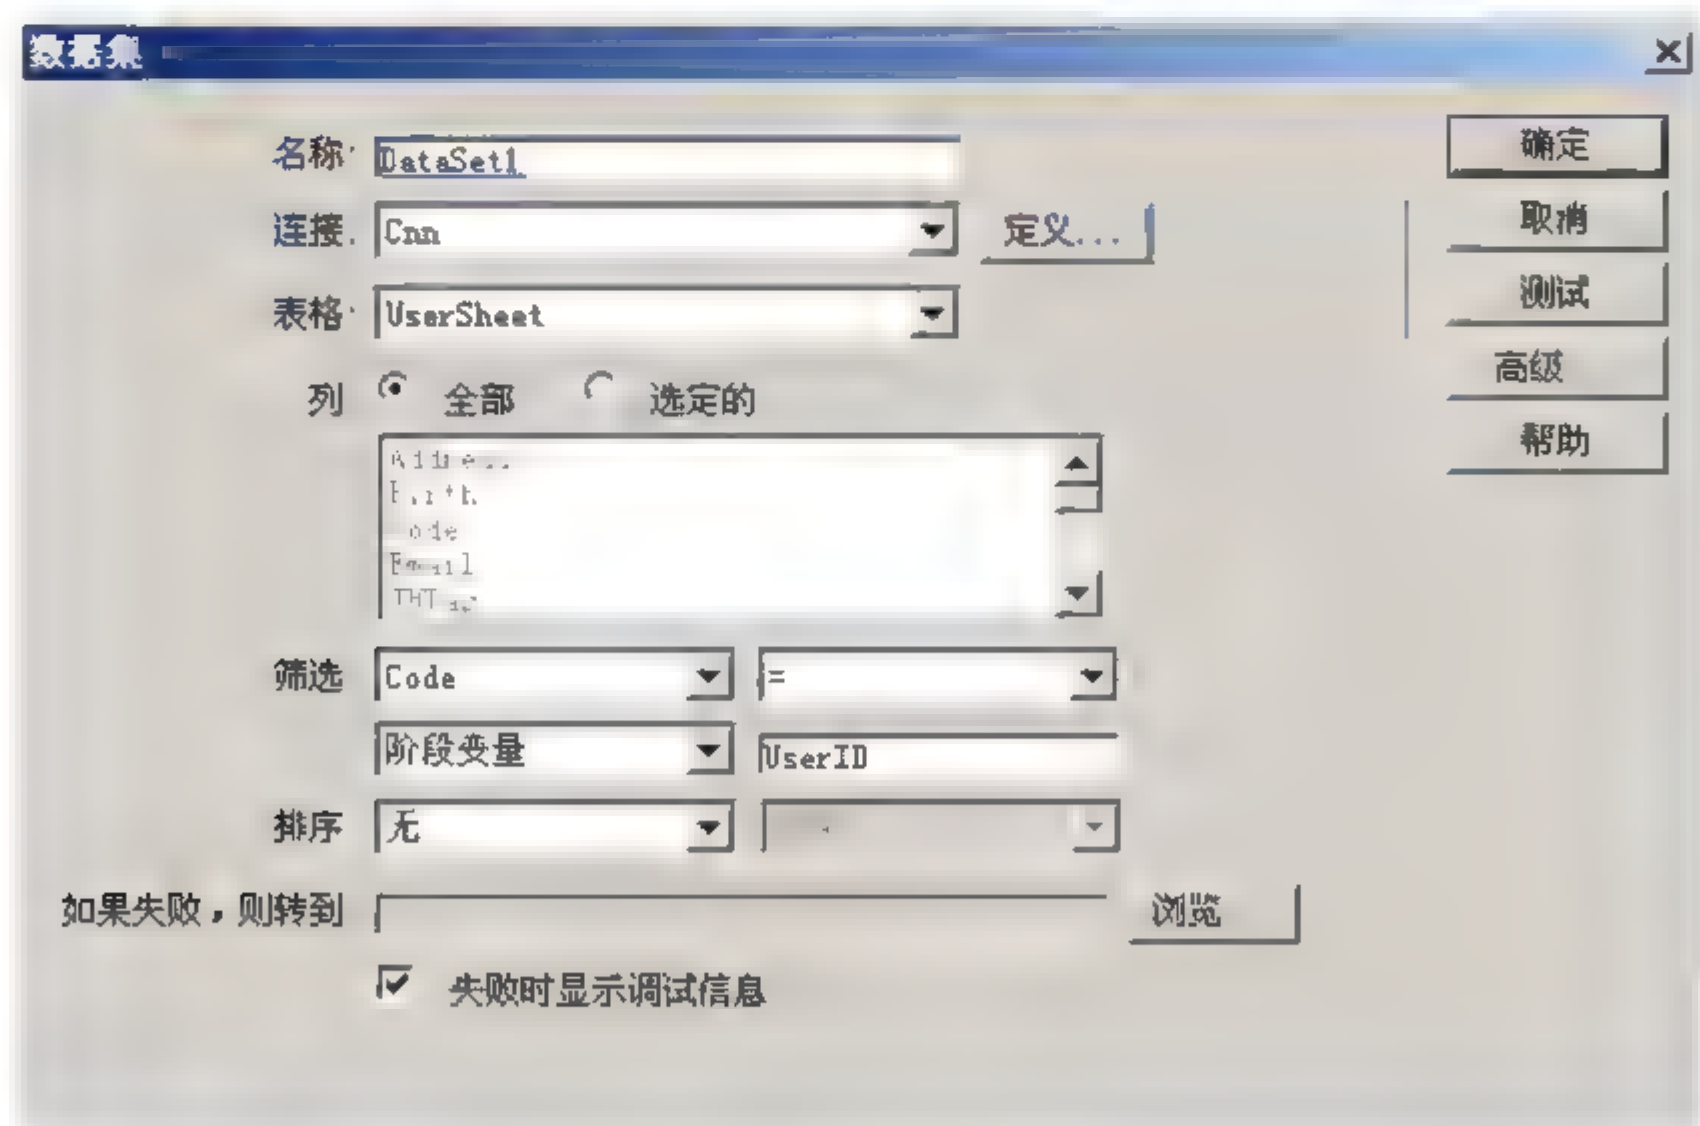 数据集
名称: DataSet1 确定
连接: Cnn 定义... 取消
表格: UserSheet 测试
列 全部 选定的 高级
帮助
Code
Email
筛选 Code =
阶段变量 UserID
排序 无
如果失败,则转到 浏览
失败时显示调试信息